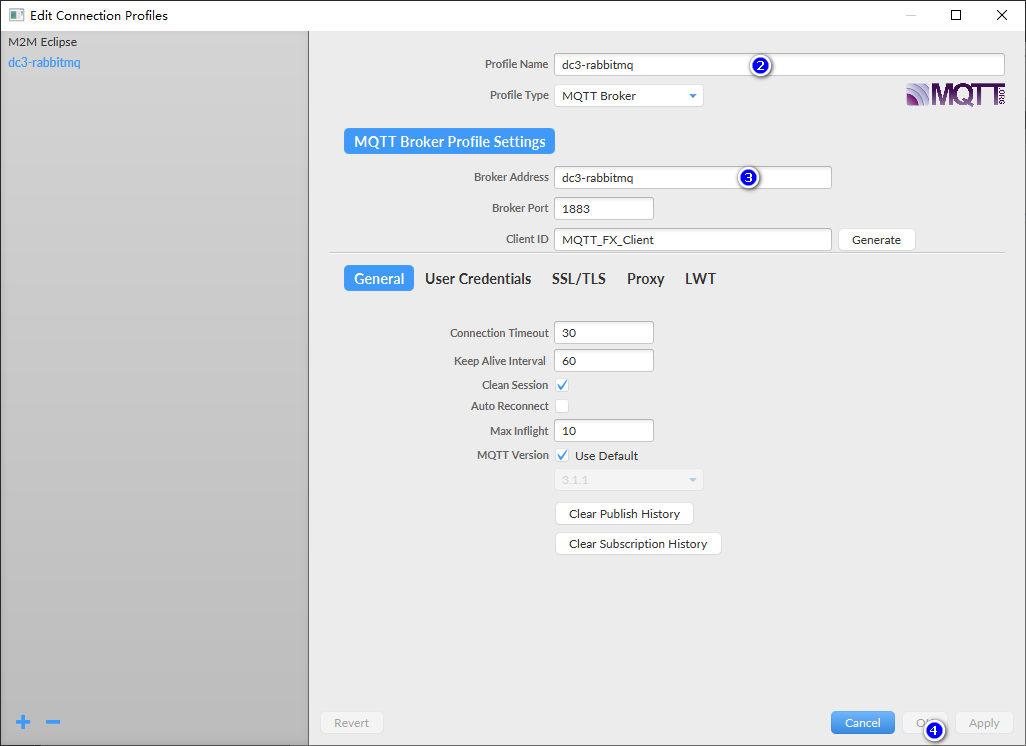 Edit Connection Profiles
M2M Eclipse
dc3-rabbitmq
Profile Name dc3-rabbitmq 2
Profile Type MQTT Broker
MQTT.ORG
MQTT Broker Profile Settings
Broker Address dc3-rabbitmq 3
Broker Port 1883
Client ID MQTT_FX_Client Generate
General User Credentials SSL/TLS Proxy LWT
Connection Timeout 30
Keep Alive Interval 60
Clean Session
Auto Reconnect
Max Inflight 10
MQTT Version Use Default
3.1.1
Clear Publish History
Clear Subscription History
Revert Cancel 4 Apply